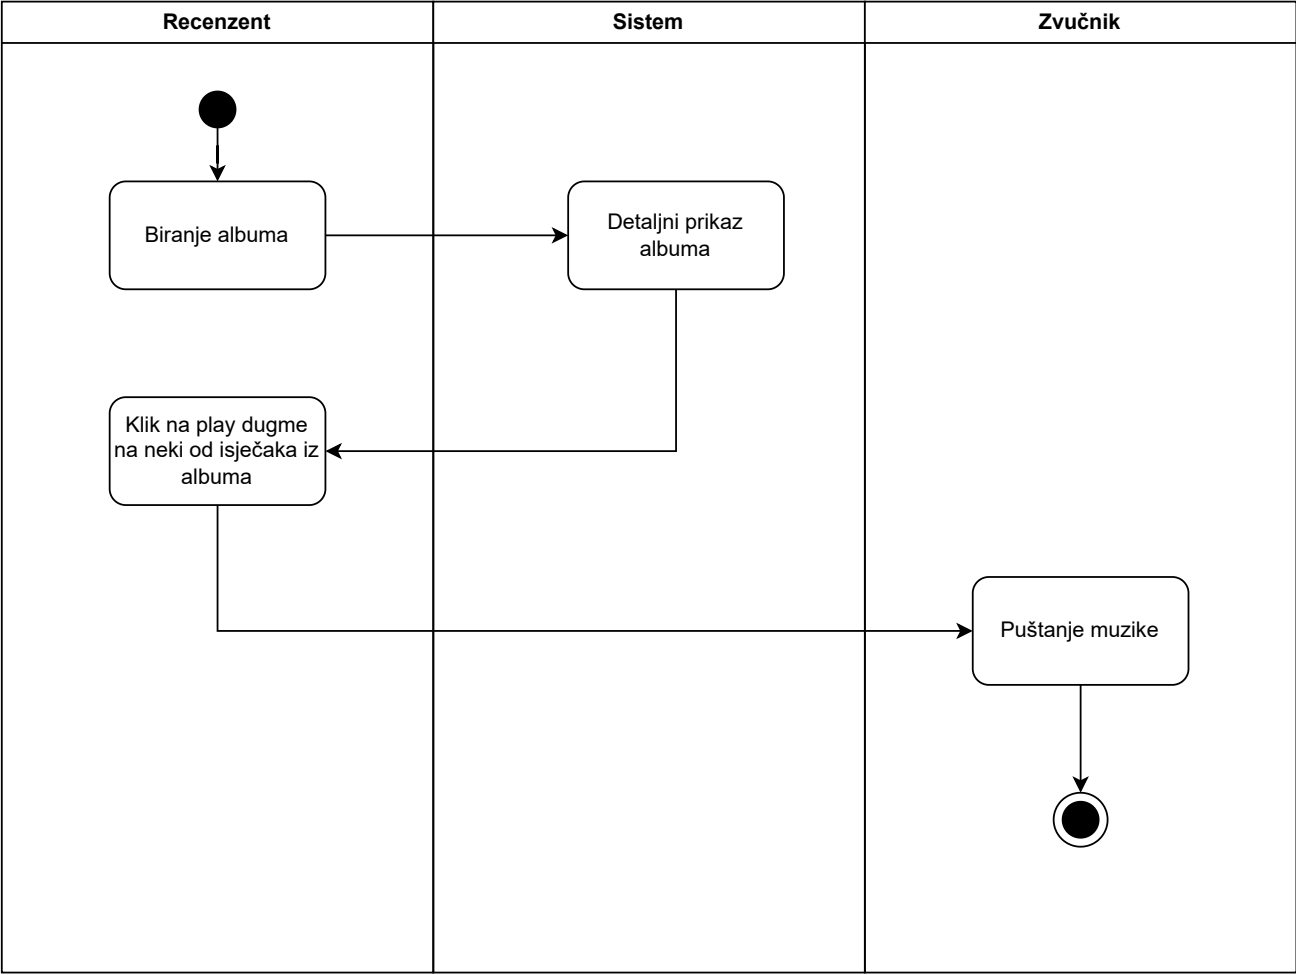 Recenzent
Sistem
Zvučnik
Biranje albuma
Detaljni prikaz
albuma
Klik na play dugme
na neki od isječaka iz
albuma
Puštanje muzike